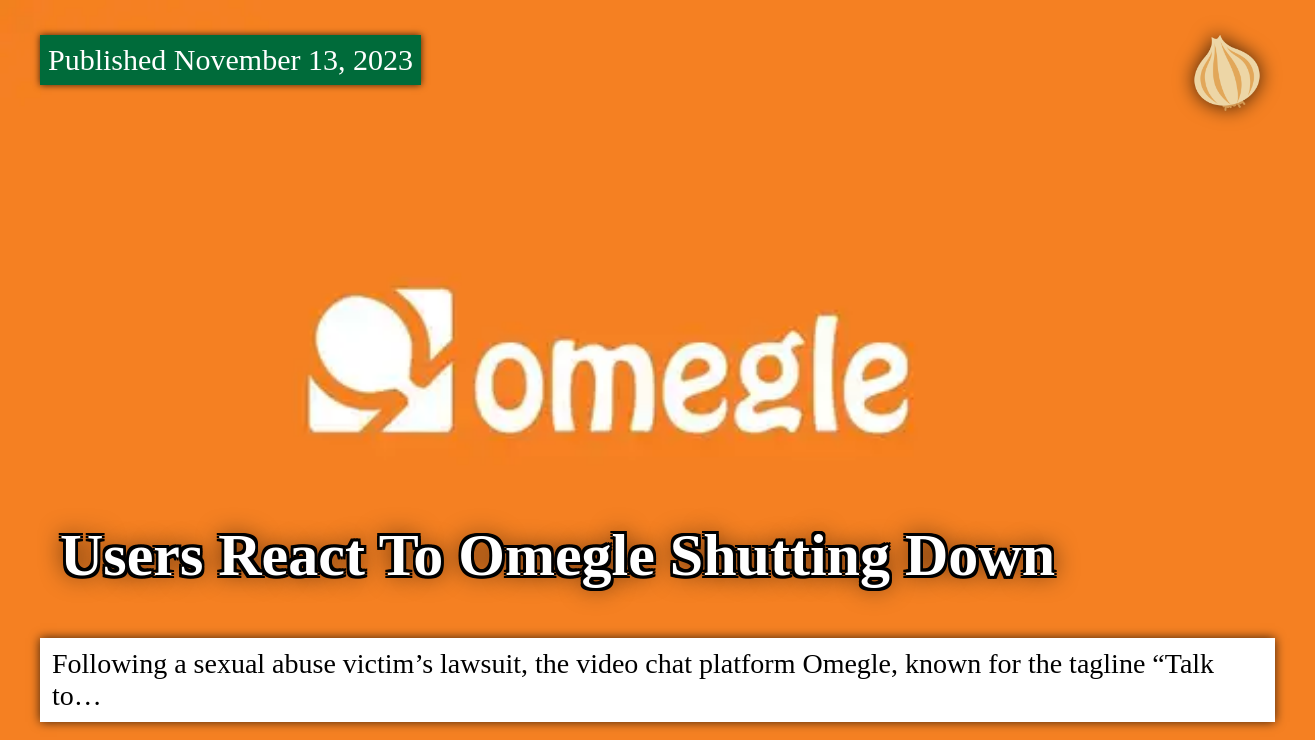 Published November 13, 2023
omegle
Users React To Omegle Shutting Down
Following a sexual abuse victim’s lawsuit, the video chat platform Omegle, known for the tagline “Talk
to…